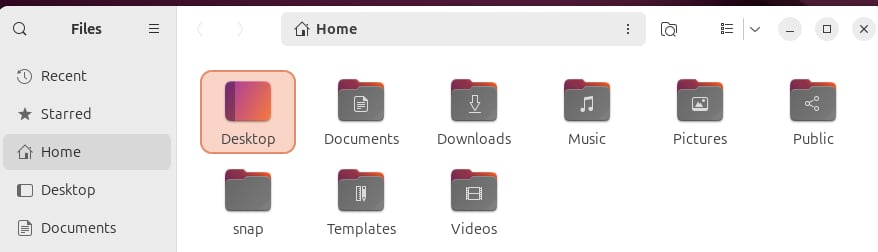 Files
Home
Recent
Starred
Home
Desktop
Documents
Desktop Documents Downloads Music Pictures Public
snap Templates Videos